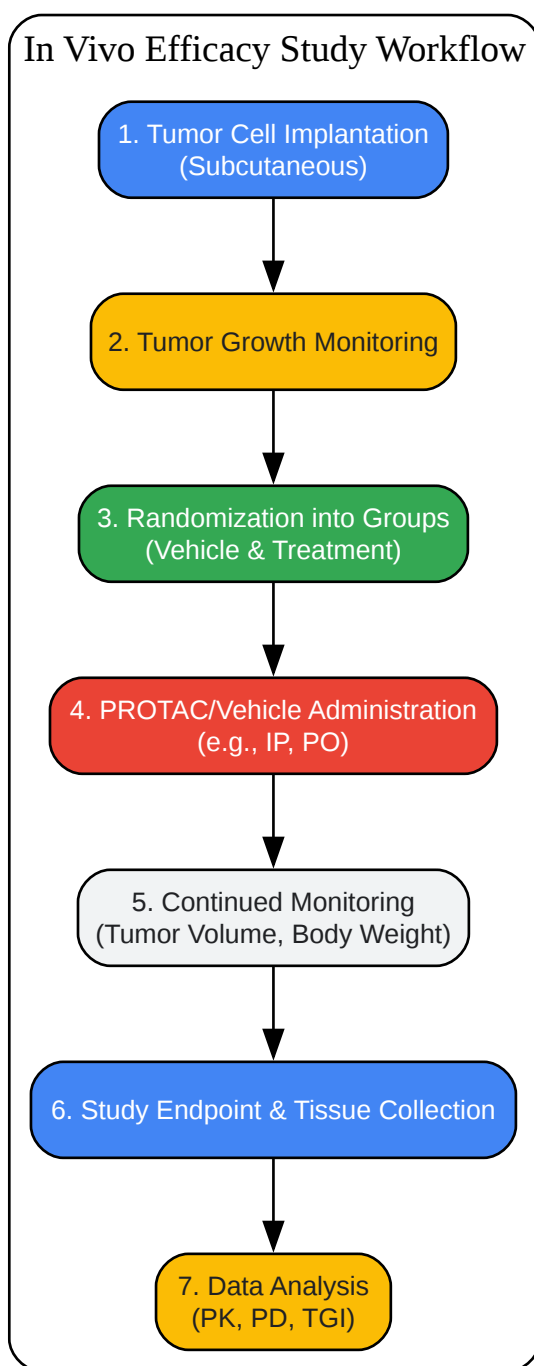 In Vivo Efficacy Study Workflow
1. Tumor Cell Implantation
(Subcutaneous)
2. Tumor Growth Monitoring
3. Randomization into Groups
(Vehicle & Treatment)
4. PROTAC/Vehicle Administration
(e.g., IP, PO)
5. Continued Monitoring
(Tumor Volume, Body Weight)
6. Study Endpoint & Tissue Collection
7. Data Analysis
(PK, PD, TGI)